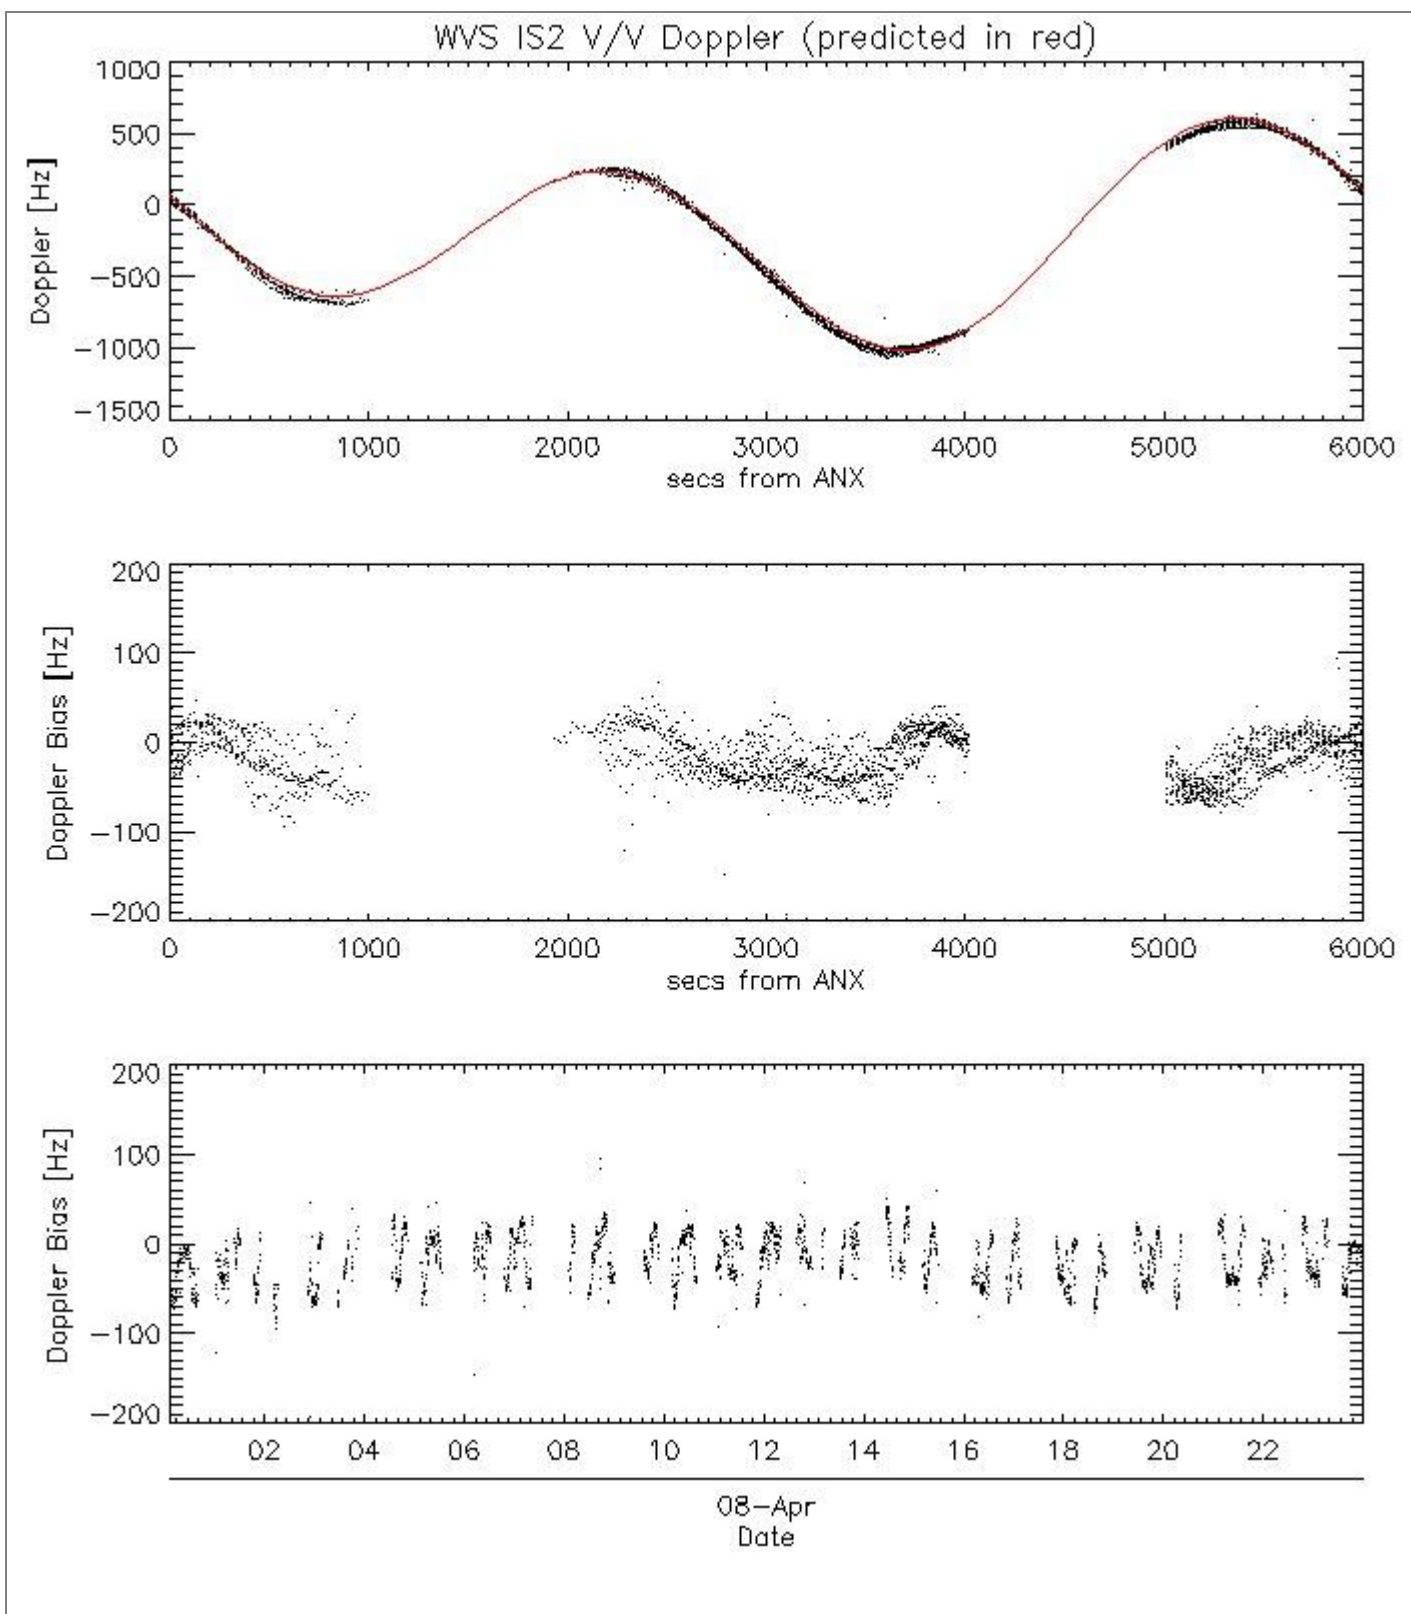 WVS IS2 V/V Doppler (predicted in red)
1000
500
0
−500
−1000
−1500
Doppler [Hz]
0 1000 2000 3000 4000 5000 6000
secs from ANX
200
100
0
−100
−200
Doppler Bias [Hz]
0 1000 2000 3000 4000 5000 6000
secs from ANX
200
100
0
−100
−200
Doppler Bias [Hz]
02 04 06 08 10 12 14 16 18 20 22
08−Apr
Date